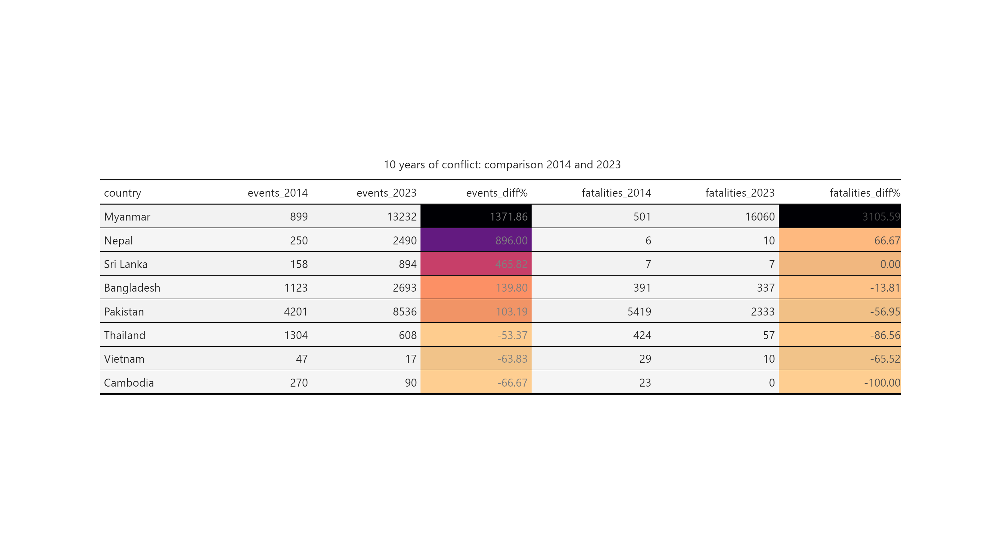 10 years of conflict: comparison 2014 and 2023
country events_2014 events_2023 events_diff% fatalities_2014 fatalities_2023 fatalities_diff%
Myanmar 899 13232 1371.86 501 16060 3105.59
Nepal 250 2490 896.00 6 10 66.67
Sri Lanka 158 894 465.82 7 7 0.00
Bangladesh 1123 2693 139.80 391 337 -13.81
Pakistan 4201 8536 103.19 5419 2333 -56.95
Thailand 1304 608 -53.37 424 57 -86.56
Vietnam 47 17 -63.83 29 10 -65.52
Cambodia 270 90 -66.67 23 0 -100.00